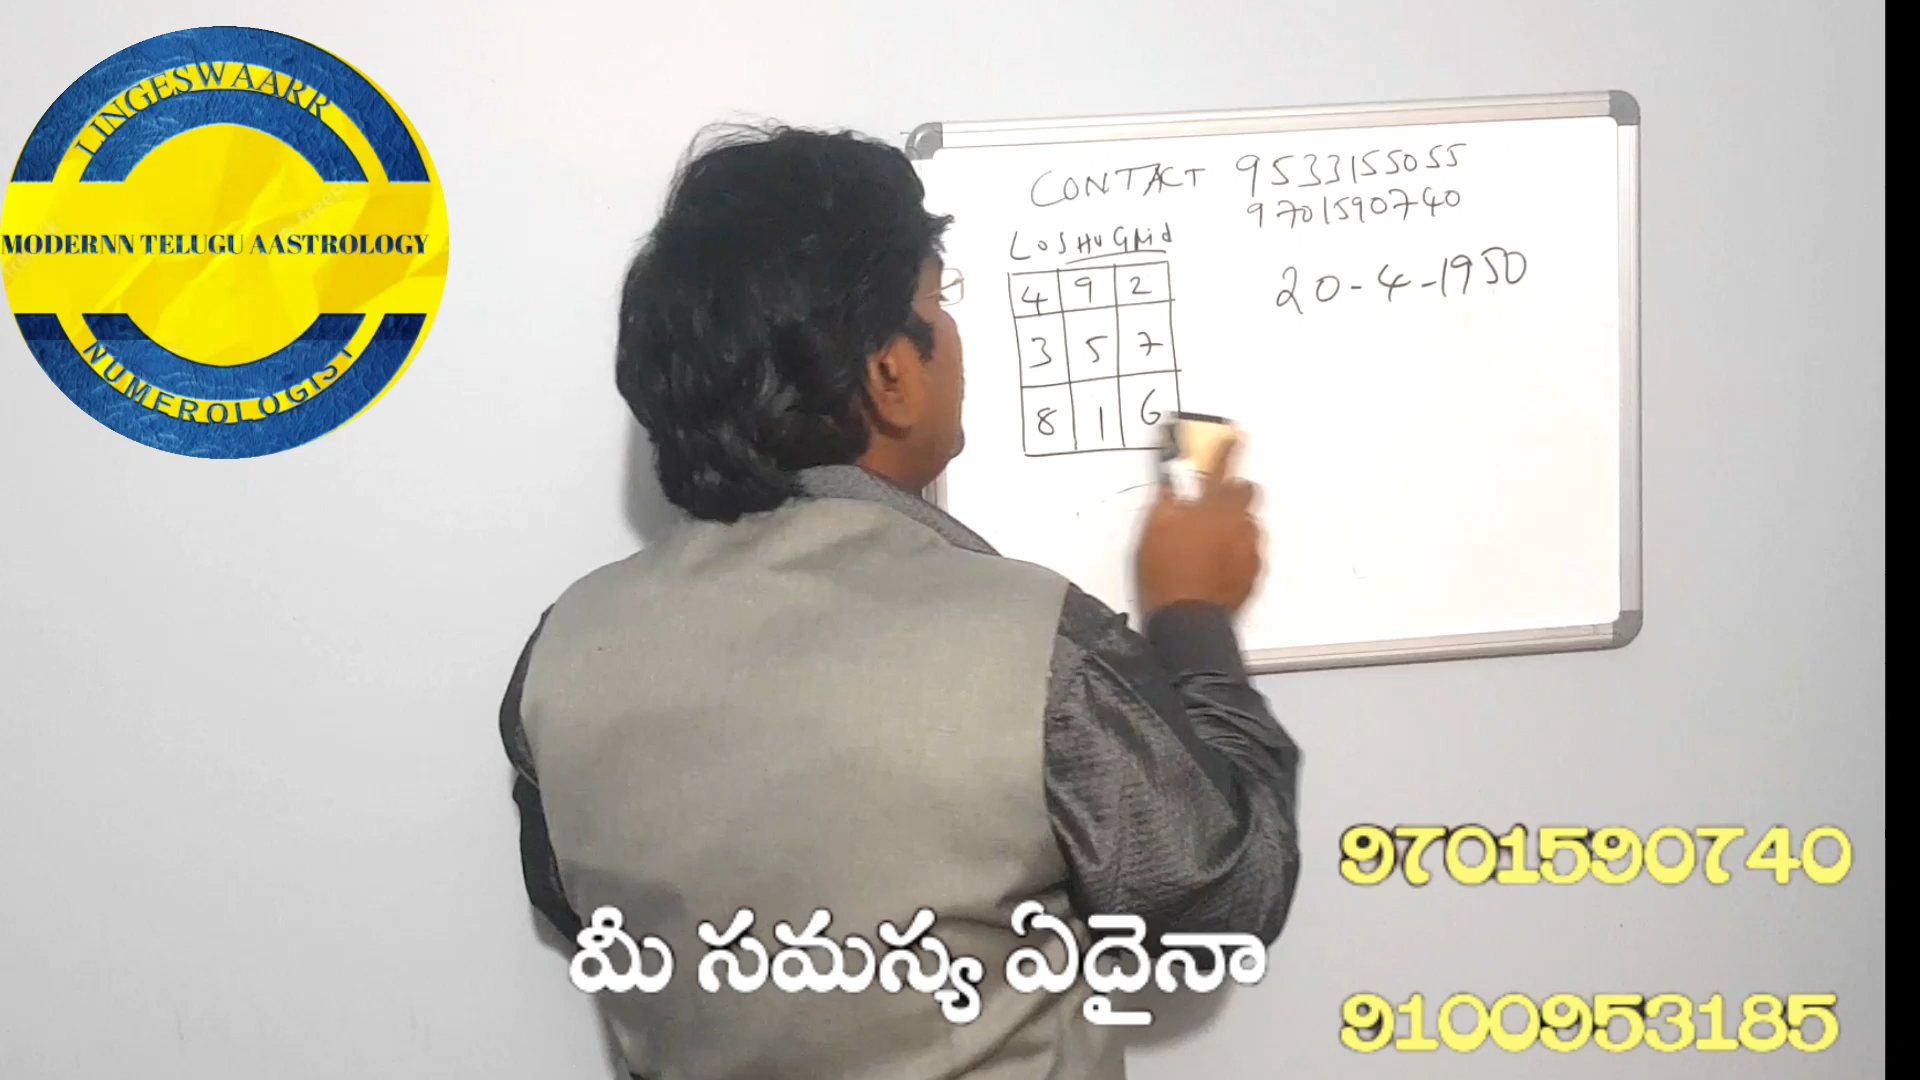 LINGESWAARR
MODERNN TELUGU AASTROLOGY
NUMEROLOGIST
CONTACT 9533155055
9701590740
LOSHU Grid
4 9 2
3 5 7
8 1 6
20-4-1950
9701590740
మీ సమస్య ఏదైనా
9100953185